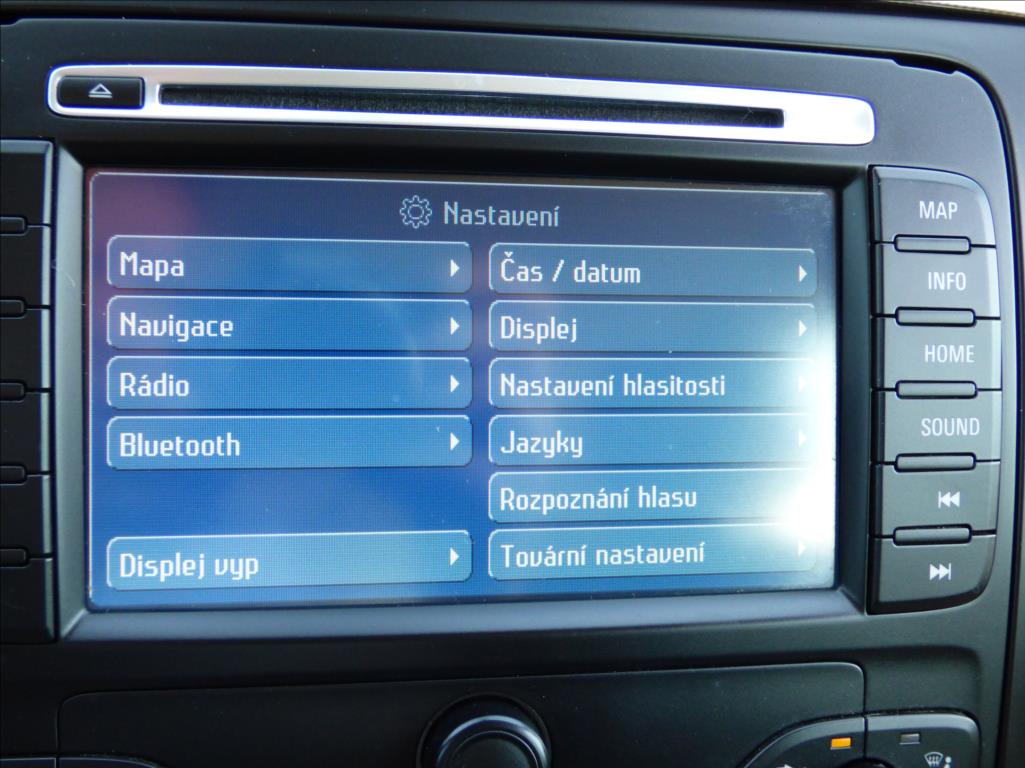 Nastavení
Mapa
Navigace
Rádio
Bluetooth
Displej vyp
Čas / datum
Displej
Nastavení hlasitosti
Jazyky
Rozpoznání hlasu
Tovární nastavení
MAP
INFO
HOME
SOUND